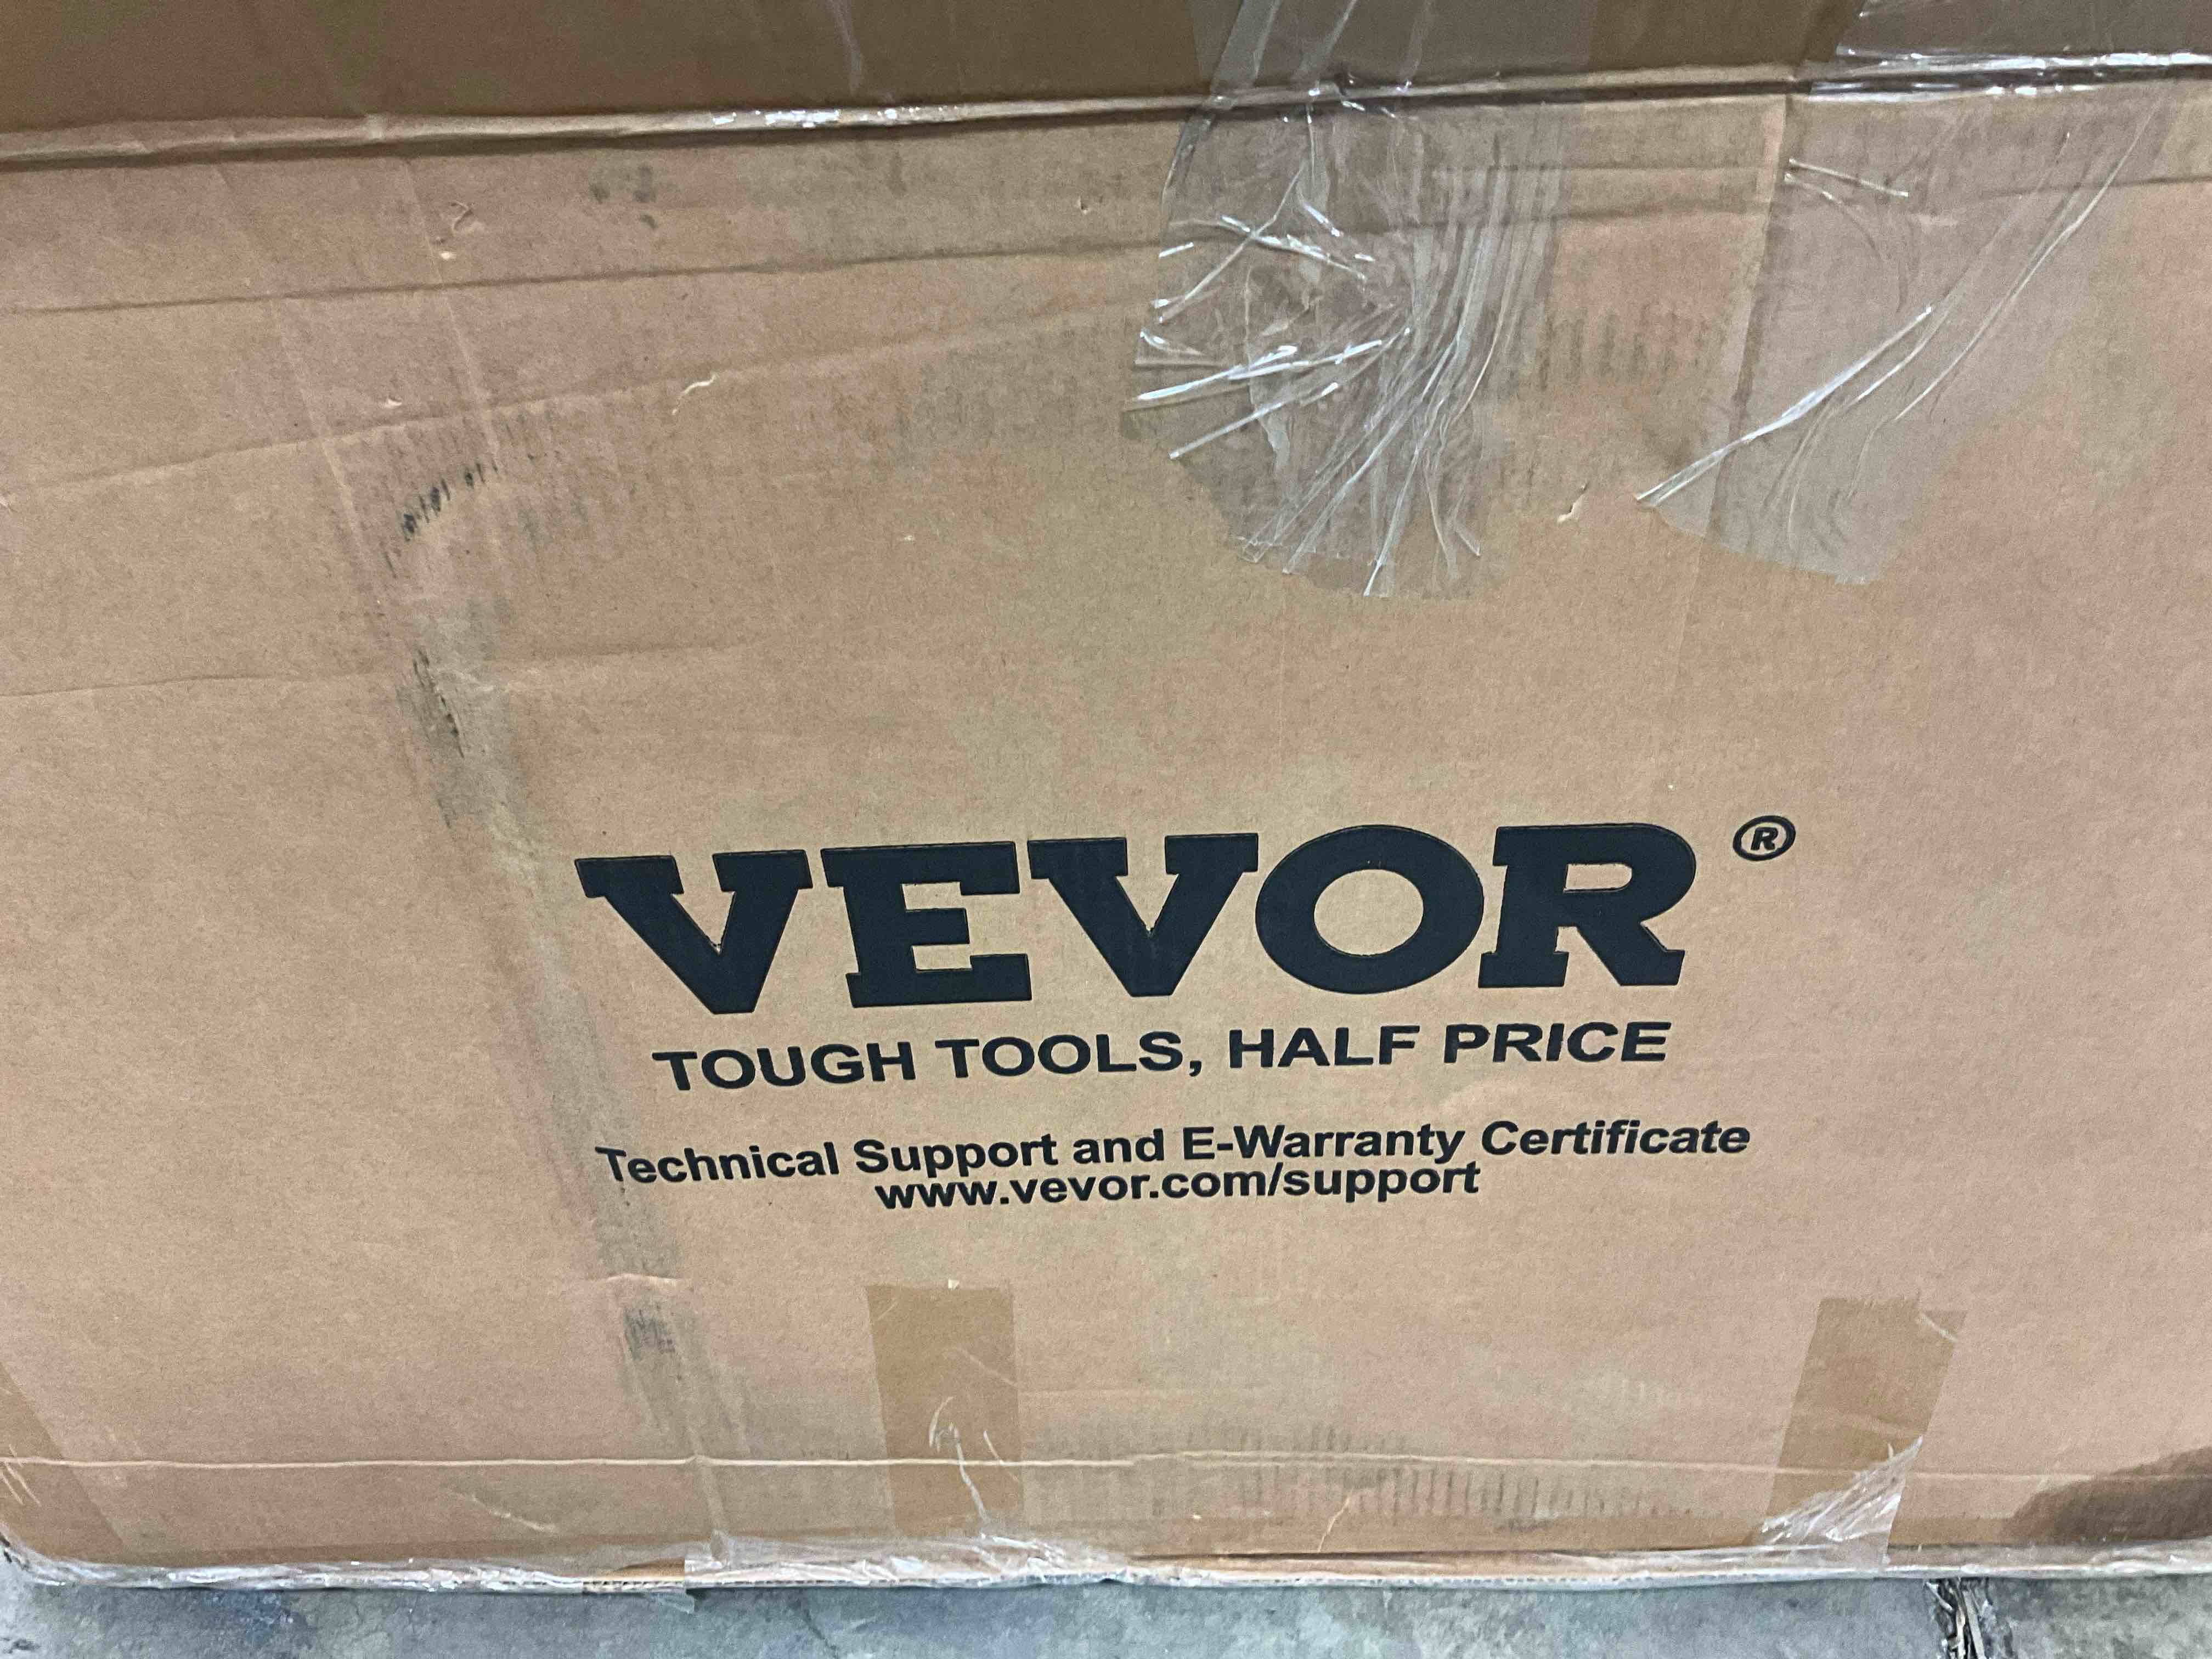 VEVOR®
TOUGH TOOLS, HALF PRICE
Technical Support and E-Warranty Certificate
www.vevor.com/support